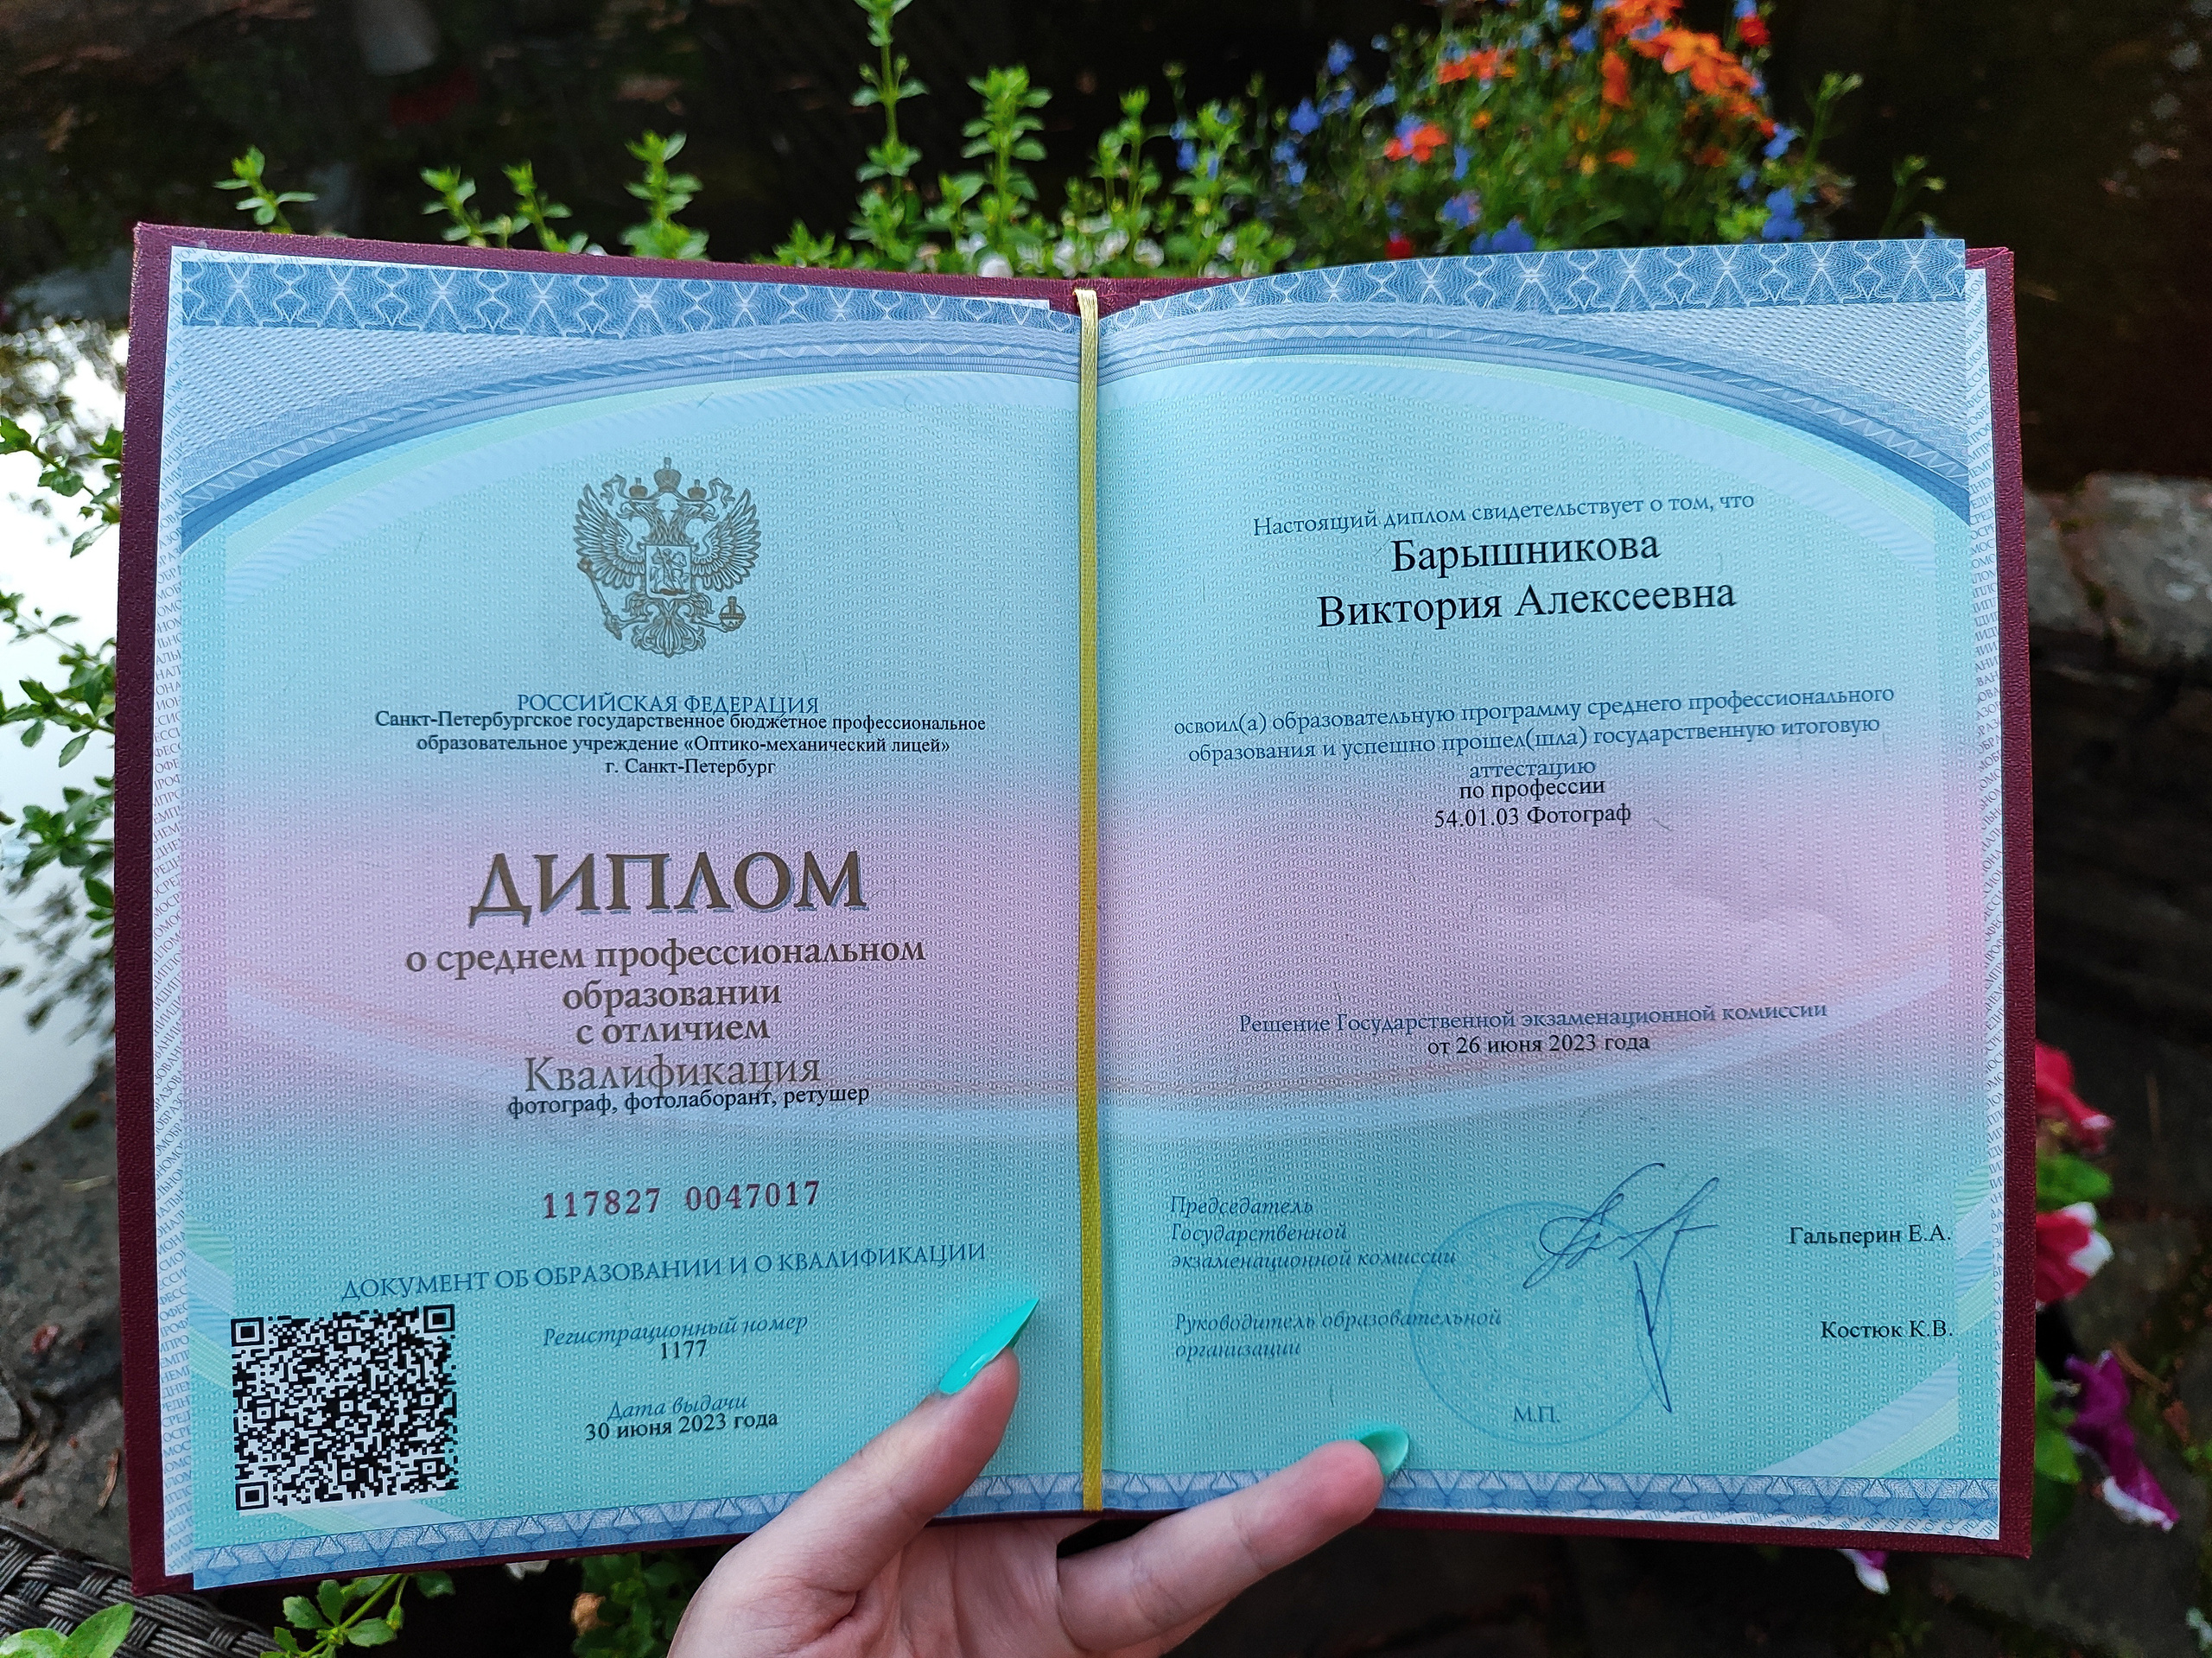 РОССИЙСКАЯ ФЕДЕРАЦИЯ
Санкт-Петербургское государственное бюджетное профессиональное
образовательное учреждение «Оптико-механический лицей»
г. Санкт-Петербург
ДИПЛОМ
о среднем профессиональном
образовании
с отличием
Квалификация
фотограф, фотолаборант, ретушер
117827 0047017
ДОКУМЕНТ ОБ ОБРАЗОВАНИИ И О КВАЛИФИКАЦИИ
Регистрационный номер
1177
Дата выдачи
30 июня 2023 года
Настоящий диплом свидетельствует о том, что
Барышникова
Виктория Алексеевна
освоил(а) образовательную программу среднего профессионального
образования и успешно прошел(шла) государственную итоговую
аттестацию
по профессии
54.01.03 Фотограф
Решение Государственной экзаменационной комиссии
от 26 июня 2023 года
Председатель
Государственной
экзаменационной комиссии
Гальперин Е.А.
Руководитель образовательной
организации
Костюк К.В.
М.П.